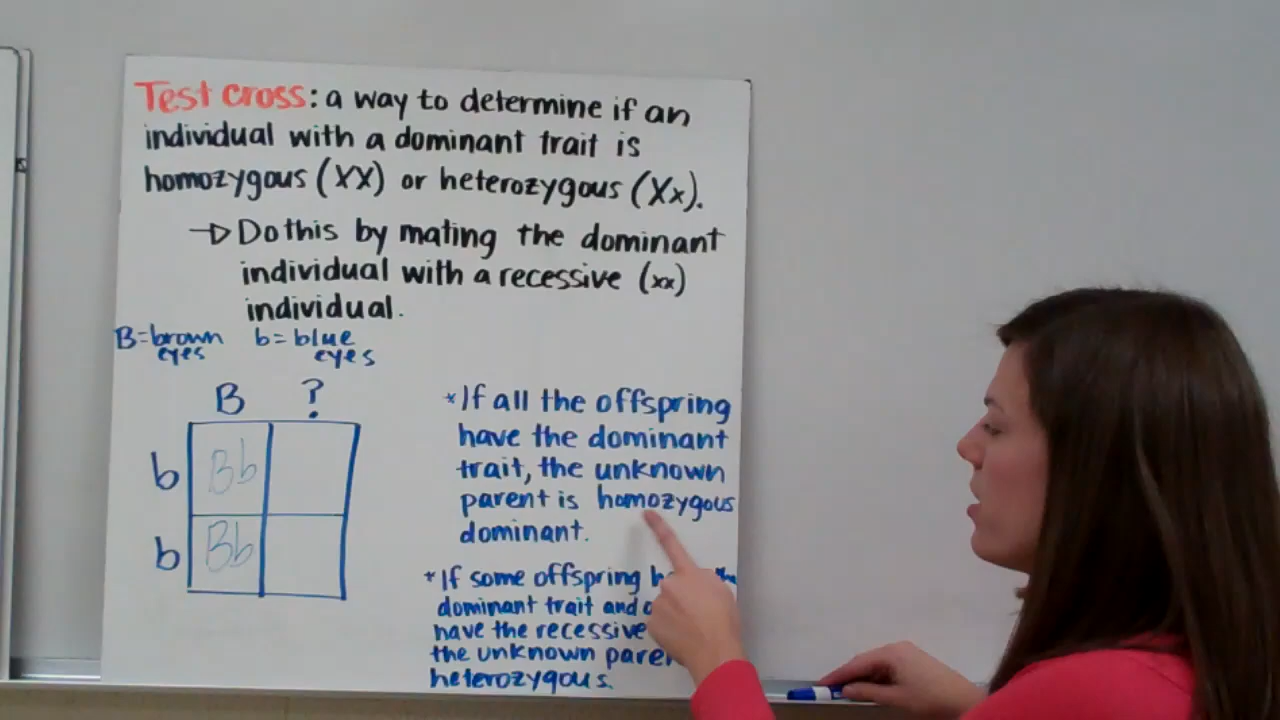 Test cross: a way to determine if an
individual with a dominant trait is
homozygous (XX) or heterozygous (Xx).
→ Do this by mating the dominant
individual with a recessive (xx)
individual.
B=brown eyes
b=blue eyes
B ?
b Bb
b Bb
*If all the offspring
have the dominant
trait, the unknown
parent is homozygous
dominant.
*If some offspring
dominant trait and
have the recessive
the unknown
heterozygous.